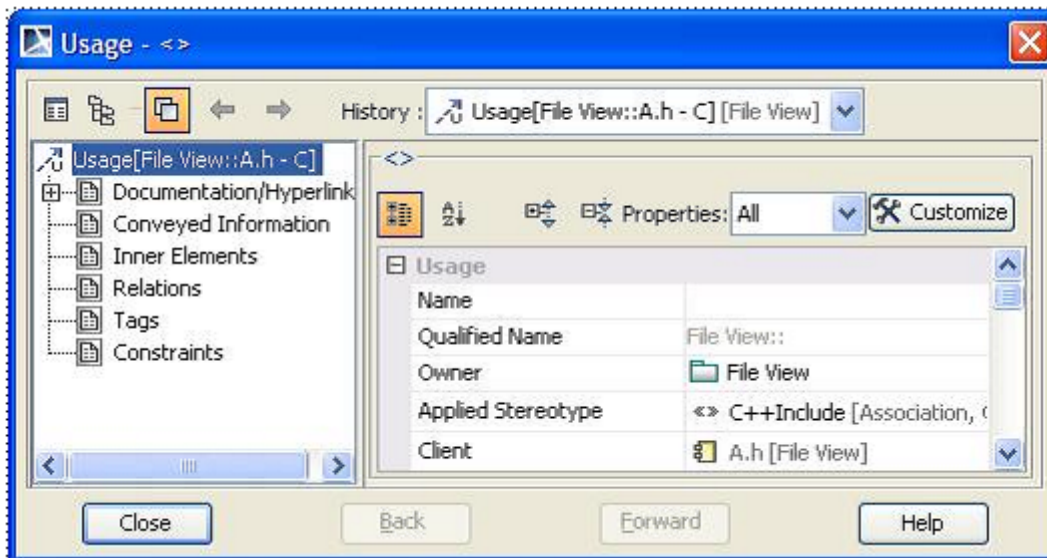 Usage - <>
History : Usage[File View::A.h - C] [File View]
Usage[File View::A.h - C]
Documentation/Hyperlink
Conveyed Information
Inner Elements
Relations
Tags
Constraints
<>
Properties: All Customize
Usage
Name
Qualified Name File View::
Owner File View
Applied Stereotype «» C++Include [Association,
Client A.h [File View]
Close Back Forward Help